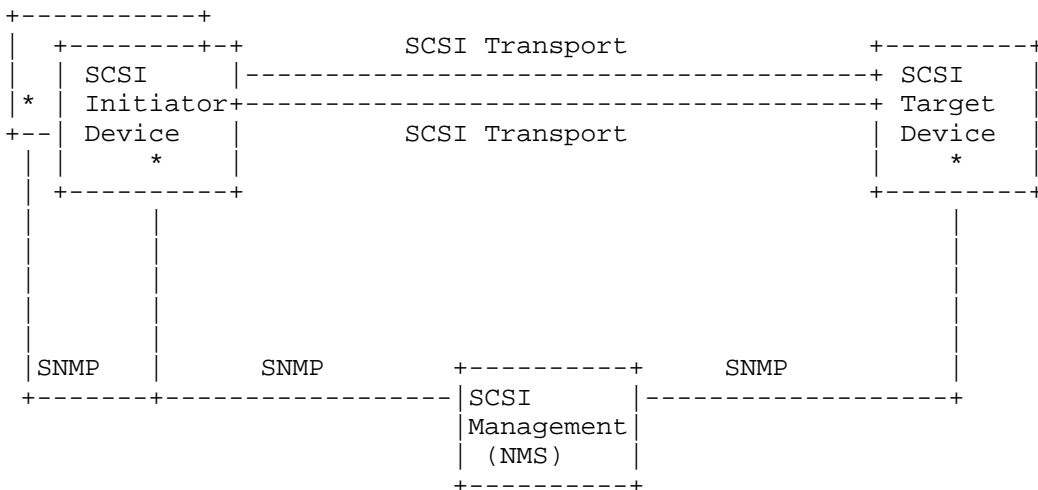 SCSI Transport
SCSI SCSI
* Initiator Target
Device SCSI Transport Device
* *
SNMP SNMP SNMP
SCSI
Management
(NMS)